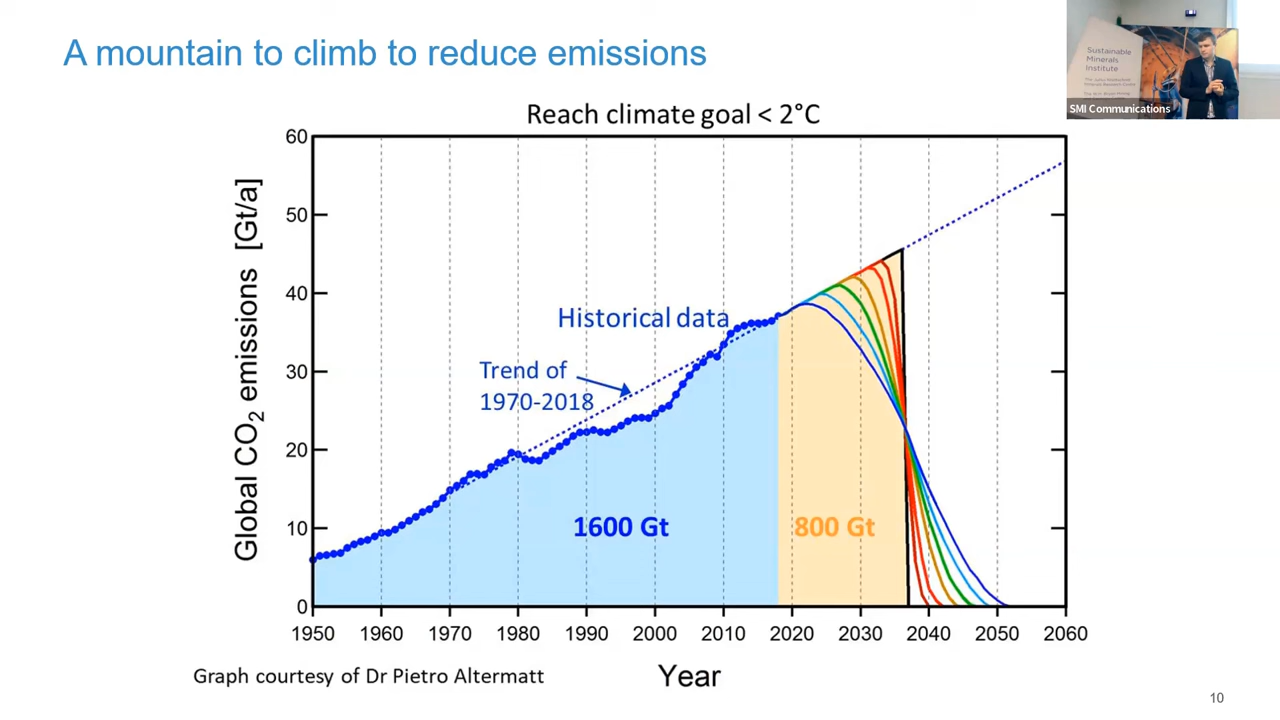 A mountain to climb to reduce emissions
Sustainable
Minerals
Institute
SMI Communications
Reach climate goal < 2°C
Global CO₂ emissions [Gt/a]
60
50
40
30
20
10
0
Historical data
Trend of
1970-2018
1600 Gt
800 Gt
1950 1960 1970 1980 1990 2000 2010 2020 2030 2040 2050 2060
Year
Graph courtesy of Dr Pietro Altermatt
10